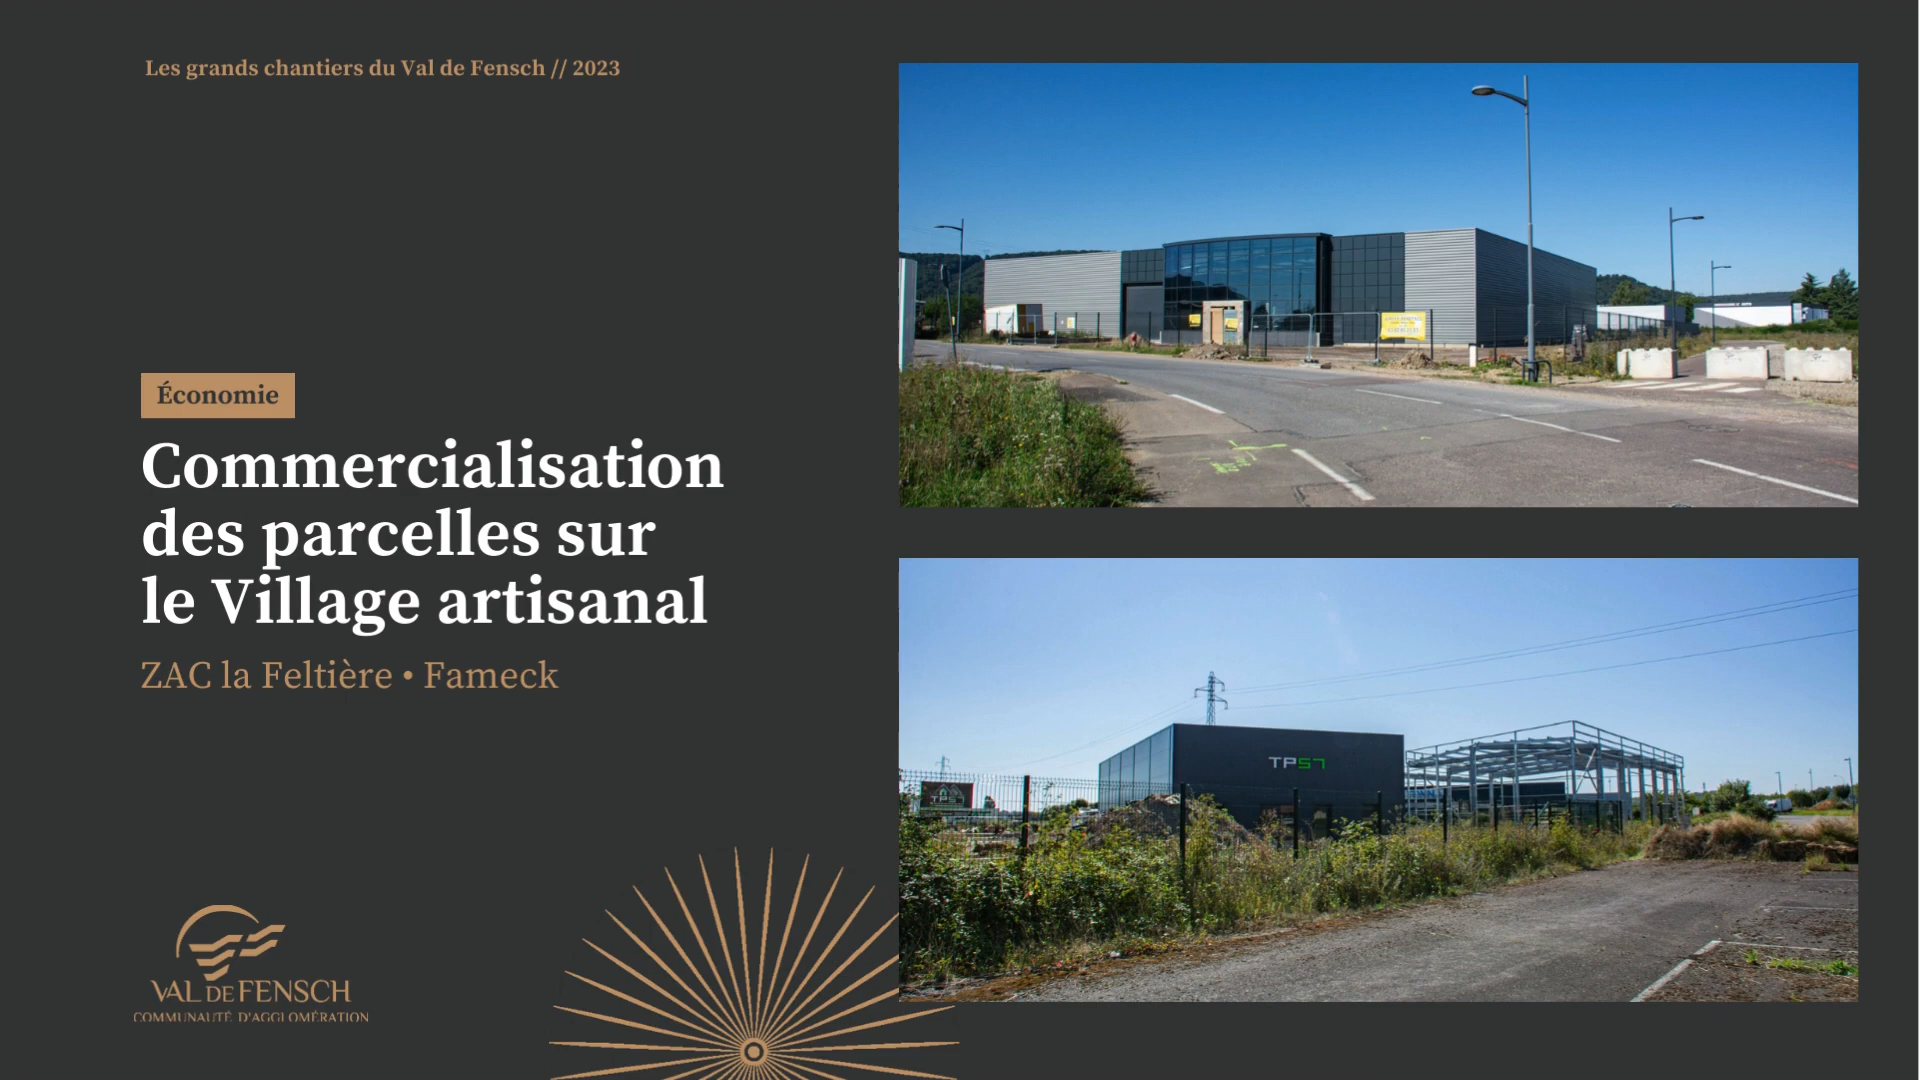 Les grands chantiers du Val de Fensch // 2023
Économie
Commercialisation
des parcelles sur
le Village artisanal
ZAC la Feltière • Fameck
VAL DE FENSCH
COMMUNAUTÉ D'AGGLOMÉRATION
TP57
TP57